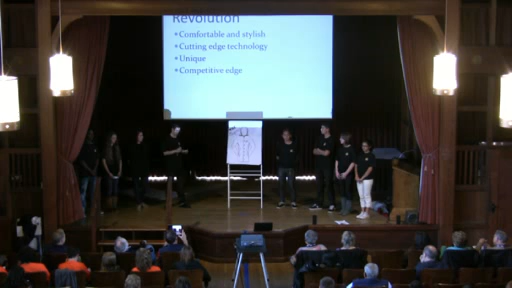 Revolution
• Comfortable and stylish
• Cutting edge technology
• Unique
• Competitive edge